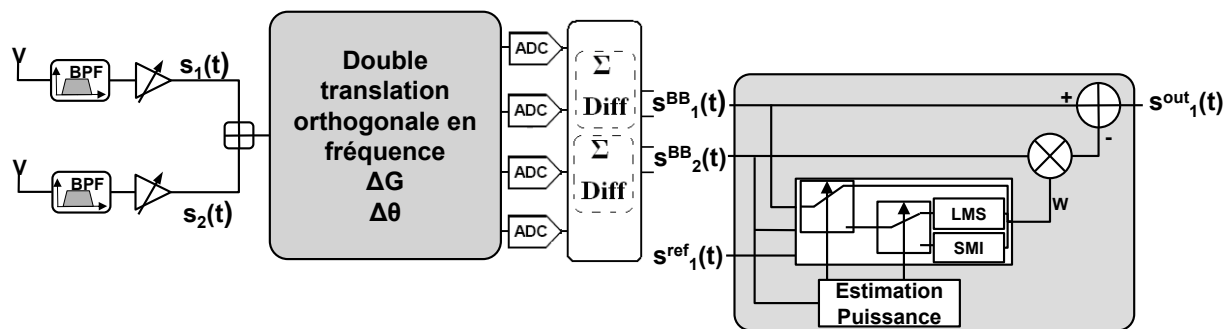 BPF
s₁(t)
BPF
s₂(t)
Double
translation
orthogonale en
fréquence
ΔG
Δθ
ADC
ADC
ADC
ADC
Σ
Diff
Σ
Diff
sᴮᴮ₁(t)
sᴮᴮ₂(t)
sʳᵉᶠ₁(t)
+
-
sᵒᵘᵗ₁(t)
w
LMS
SMI
Estimation
Puissance